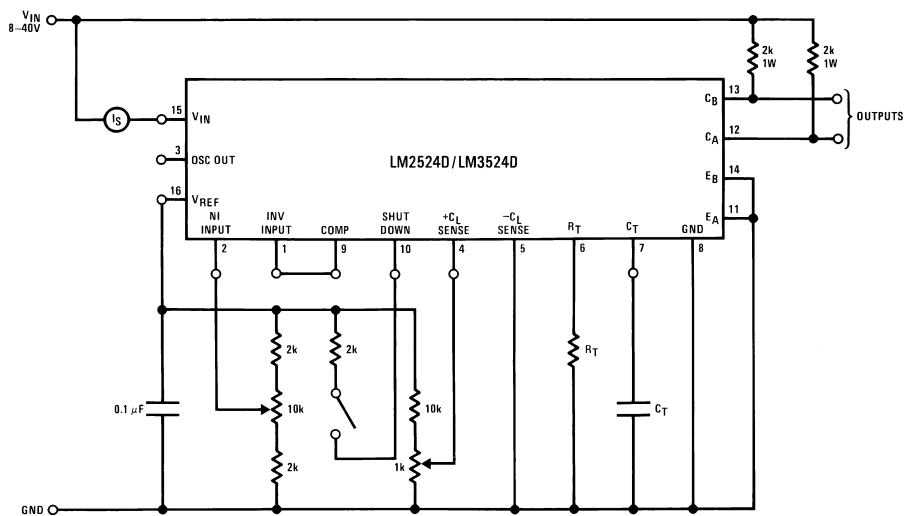 VIN
8–40V
2k
1W
2k
1W
IS
15
VIN
3
OSC OUT
16
VREF
LM2524D/LM3524D
CB
13
CA
12
OUTPUTS
EB
14
EA
11
NI
INPUT
2
INV
INPUT
1
COMP
9
SHUT
DOWN
10
+CL
SENSE
4
−CL
SENSE
5
RT
6
CT
7
GND
8
2k
2k
0.1 μF
10k
10k
2k
1k
RT
CT
GND